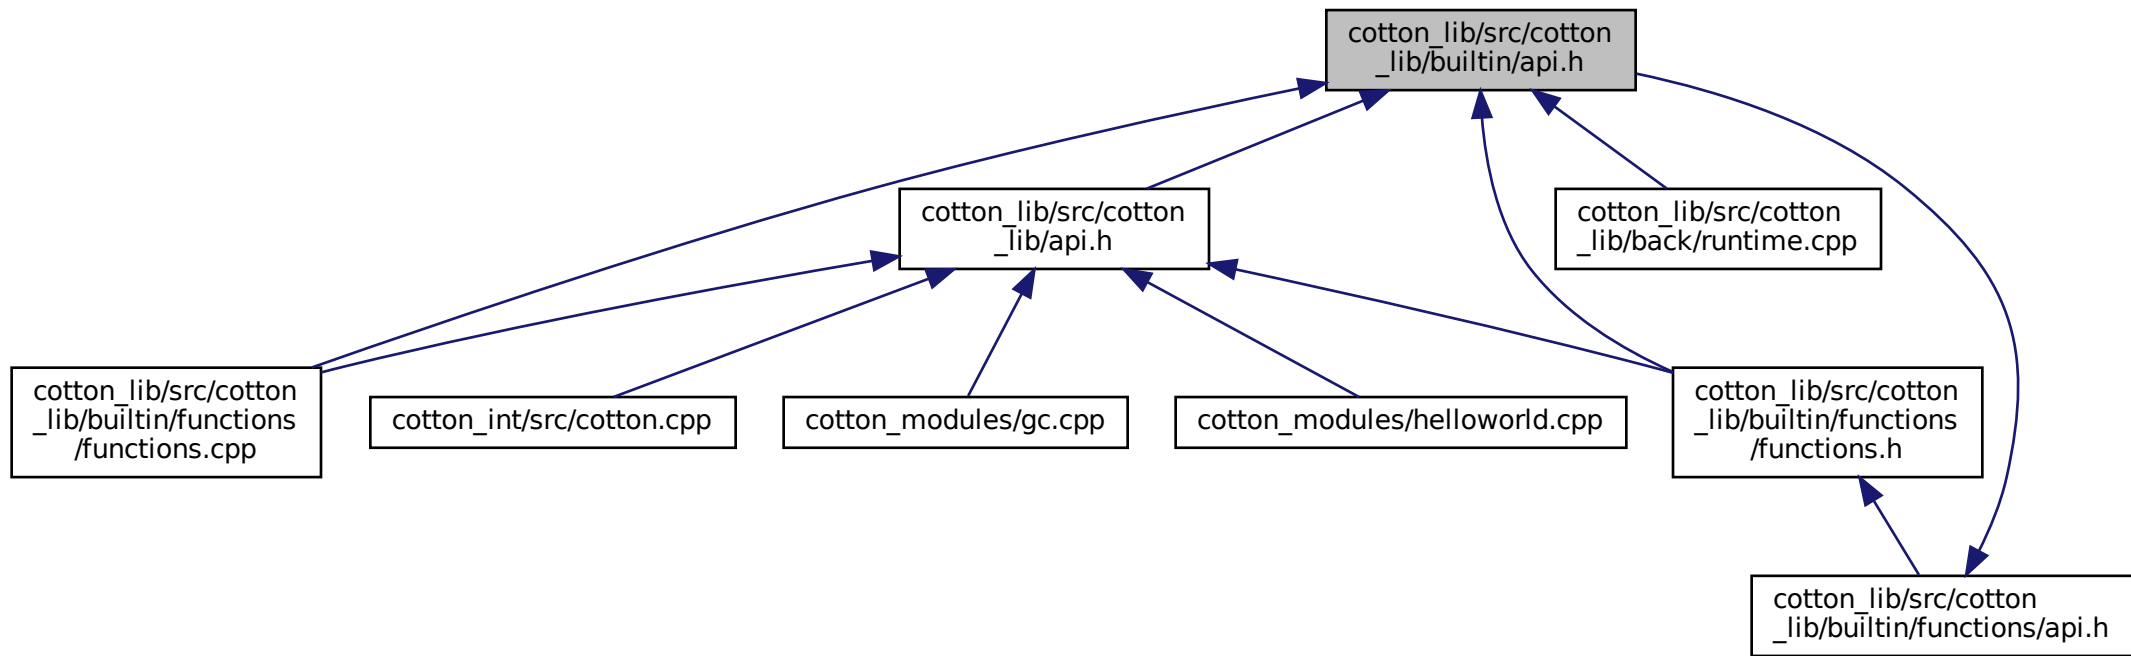 cotton_lib/src/cotton
_lib/builtin/api.h
cotton_lib/src/cotton
_lib/api.h
cotton_lib/src/cotton
_lib/back/runtime.cpp
cotton_lib/src/cotton
_lib/builtin/functions
/functions.cpp
cotton_int/src/cotton.cpp
cotton_modules/gc.cpp
cotton_modules/helloworld.cpp
cotton_lib/src/cotton
_lib/builtin/functions
/functions.h
cotton_lib/src/cotton
_lib/builtin/functions/api.h